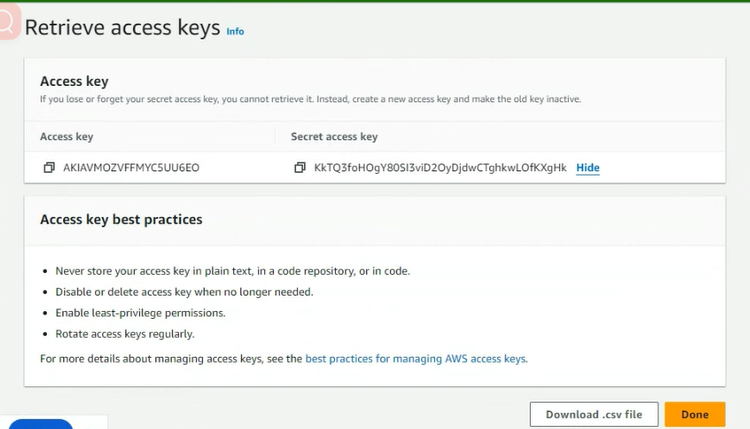 Retrieve access keys Info
Access key
If you lose or forget your secret access key, you cannot retrieve it. Instead, create a new access key and make the old key inactive.
Access key Secret access key
AKIAVMOZVFFMYC5UU6EO KkTQ3foHOgY80SI3viD2OyDjdwCTghkwLOfKXgHk Hide
Access key best practices
Never store your access key in plain text, in a code repository, or in code.
Disable or delete access key when no longer needed.
Enable least-privilege permissions.
Rotate access keys regularly.
For more details about managing access keys, see the best practices for managing AWS access keys.
Download .csv file Done